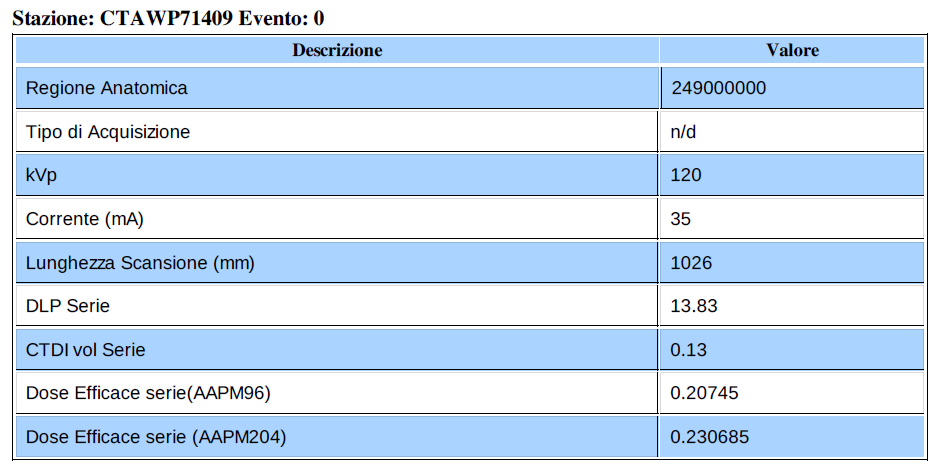 Stazione: CTAWP71409 Evento: 0
Descrizione Valore
Regione Anatomica 249000000
Tipo di Acquisizione n/d
kVp 120
Corrente (mA) 35
Lunghezza Scansione (mm) 1026
DLP Serie 13.83
CTDI vol Serie 0.13
Dose Efficace serie(AAPM96) 0.20745
Dose Efficace serie (AAPM204) 0.230685